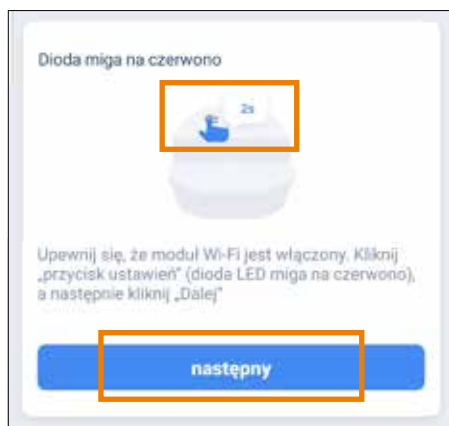 Dioda miga na czerwono
2s
Upewnij się, że moduł Wi-Fi jest włączony. Kliknij
„przycisk ustawień” (dioda LED miga na czerwono),
a następnie kliknij „Dalej”
następny